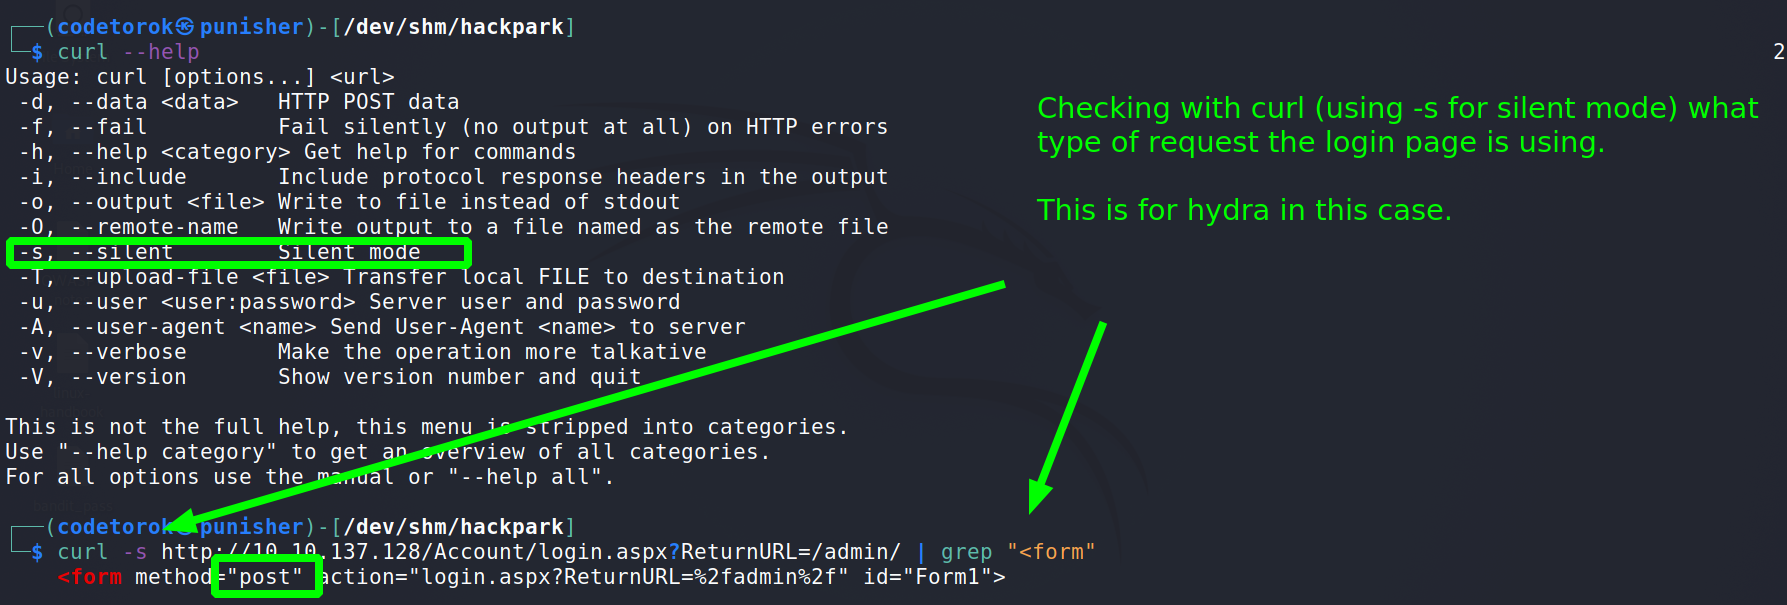 ┌──(codetorok㉿punisher)-[/dev/shm/hackpark]
└─$ curl --help
2
Usage: curl [options...] <url>
-d, --data <data> HTTP POST data
-f, --fail Fail silently (no output at all) on HTTP errors
-h, --help <category> Get help for commands
-i, --include Include protocol response headers in the output
-o, --output <file> Write to file instead of stdout
-O, --remote-name Write output to a file named as the remote file
-s, --silent Silent mode
-T, --upload-file <file> Transfer local FILE to destination
-u, --user <user:password> Server user and password
-A, --user-agent <name> Send User-Agent <name> to server
-v, --verbose Make the operation more talkative
-V, --version Show version number and quit
This is not the full help, this menu is stripped into categories.
Use "--help category" to get an overview of all categories.
For all options use the manual or "--help all".
┌──(codetorok㉿punisher)-[/dev/shm/hackpark]
└─$ curl -s http://10.10.137.128/Account/login.aspx?ReturnURL=/admin/ | grep "<form"
<form method="post" action="login.aspx?ReturnURL=%2fadmin%2f" id="Form1">
Checking with curl (using -s for silent mode) what
type of request the login page is using.
This is for hydra in this case.